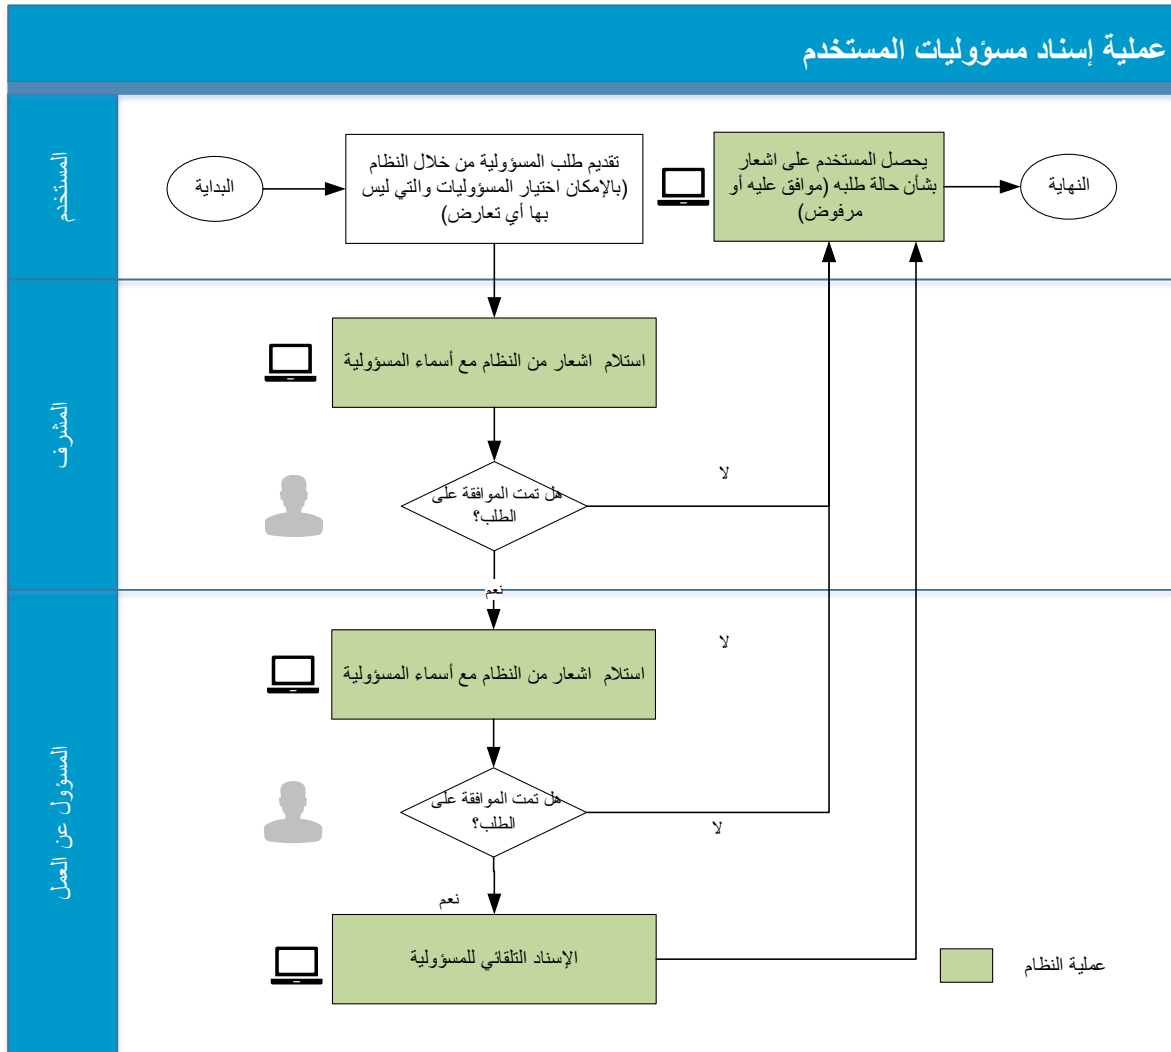 عملية إسناد مسؤوليات المستخدم
المستخدم
البداية
تقديم طلب المسؤولية من خلال النظام
(بالإمكان اختيار المسؤوليات والتي ليس
بها أي تعارض)
يحصل المستخدم على اشعار
بشأن حالة طلبه (موافق عليه أو
مرفوض)
النهاية
المشرف
استلام اشعار من النظام مع أسماء المسؤولية
هل تمت الموافقة على
الطلب؟
لا
نعم
المسؤول عن العمل
استلام اشعار من النظام مع أسماء المسؤولية
لا
هل تمت الموافقة على
الطلب؟
لا
نعم
الإسناد التلقائي للمسؤولية
عملية النظام